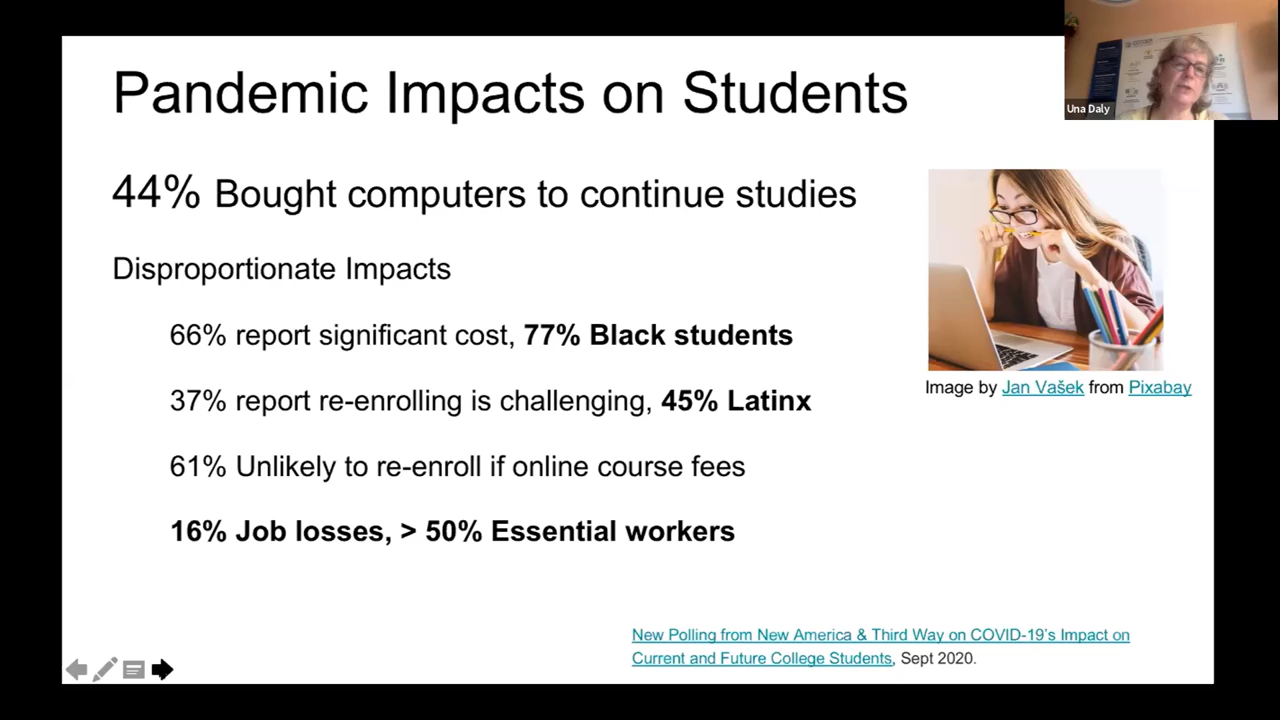 Pandemic Impacts on Students
Una Daly
44% Bought computers to continue studies
Disproportionate Impacts
66% report significant cost, 77% Black students
37% report re-enrolling is challenging, 45% Latinx
61% Unlikely to re-enroll if online course fees
16% Job losses, > 50% Essential workers
Image by Jan Vašek from Pixabay
New Polling from New America & Third Way on COVID-19's Impact on
Current and Future College Students, Sept 2020.